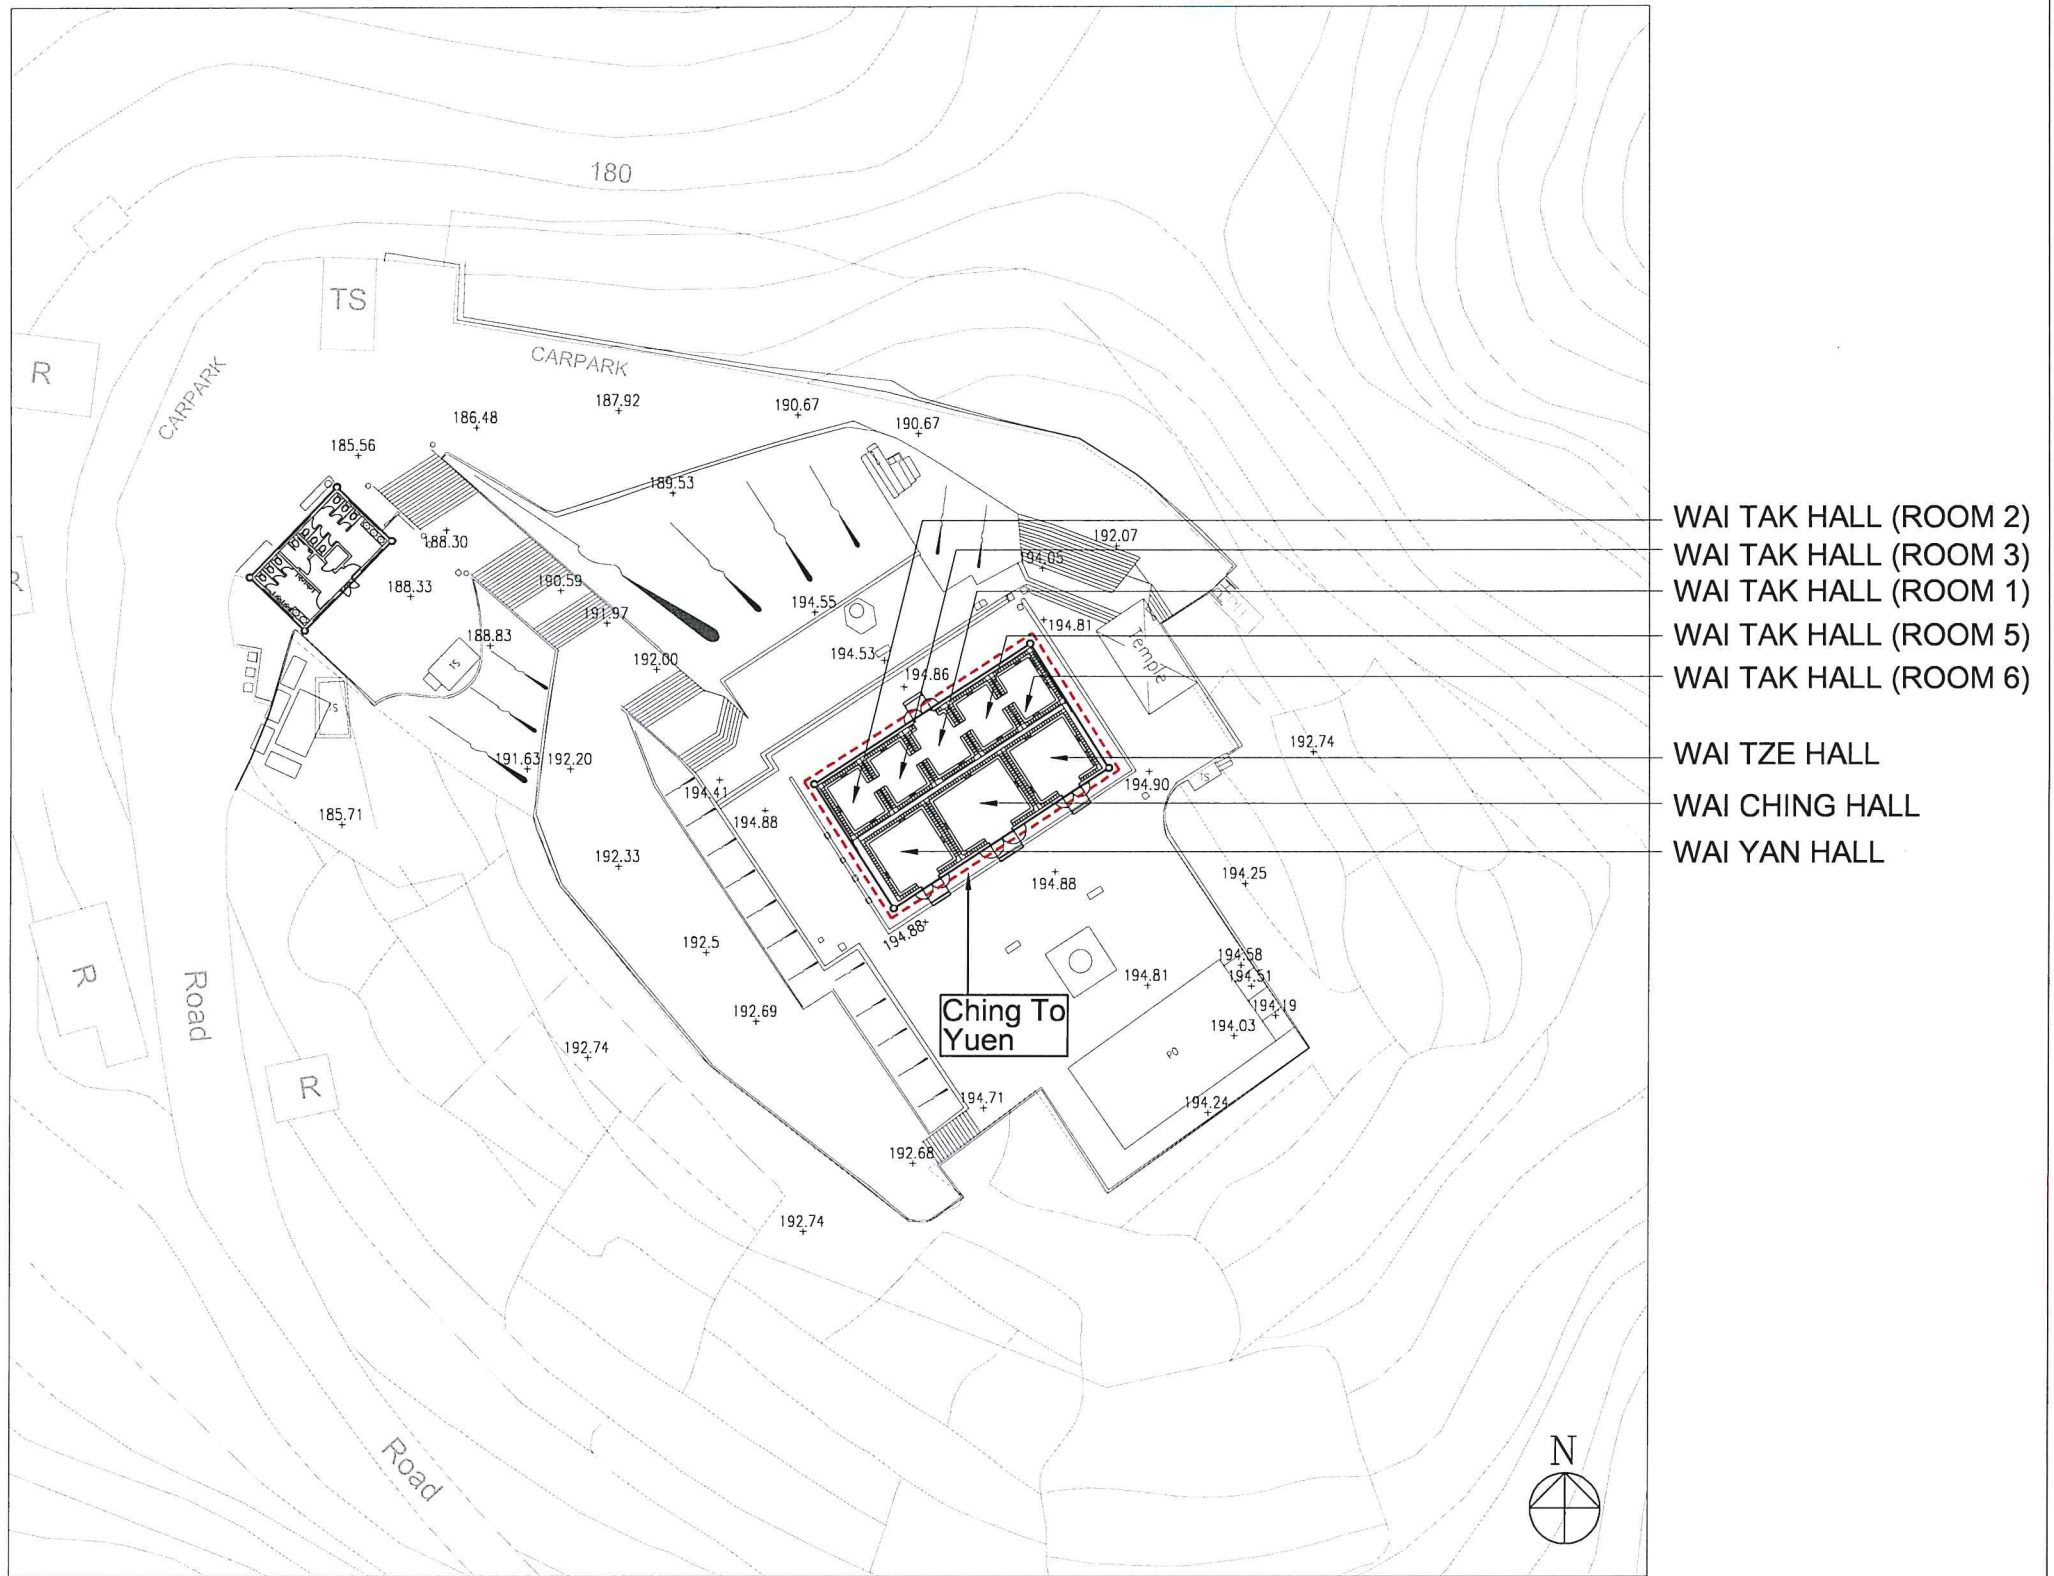 180
TS
CARPARK
R
CARPARK
187.92
190.67
186.48
190.67
185.56
189.53
WAI TAK HALL (ROOM 2)
188.30
192.07
194.05
WAI TAK HALL (ROOM 3)
190.59
188.33
WAI TAK HALL (ROOM 1)
R
PH
194.55
191.97
194.81
188.83
WAI TAK HALL (ROOM 5)
Temple
194.53
192.00
TS
194.86
WAI TAK HALL (ROOM 6)
TS
192.74
WAI TZE HALL
191.63
192.20
194.90
TS
194.41
WAI CHING HALL
185.71
194.88
WAI YAN HALL
192.33
194.88
194.25
194.88
192.5
194.58
R
194.81
194.51
Road
Ching To
Yuen
192.69
194.19
194.03
192.74
PO
R
194.71
194.24
192.68
192.74
N
Road